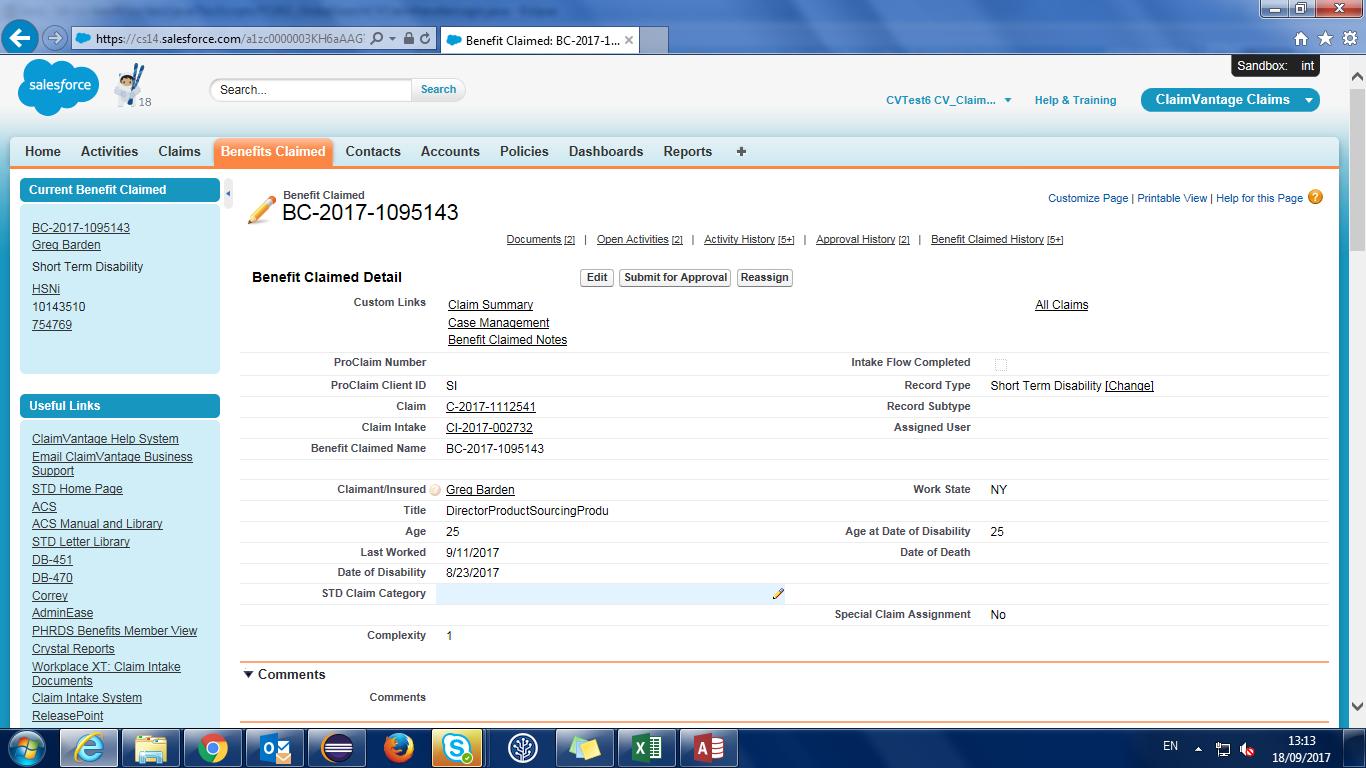 https://cs14.salesforce.com/a1zc0000003KH6aAAG
Benefit Claimed: BC-2017-1...
Sandbox: int
salesforce
18
Search...
Search
CVTest6 CV_Claim...
Help & Training
ClaimVantage Claims
Home
Activities
Claims
Benefits Claimed
Contacts
Accounts
Policies
Dashboards
Reports
+
Current Benefit Claimed
BC-2017-1095143
Greg Barden
Short Term Disability
HSNi
10143510
754769
Useful Links
ClaimVantage Help System
Email ClaimVantage Business
Support
STD Home Page
ACS
ACS Manual and Library
STD Letter Library
DB-451
DB-470
Correy
AdminEase
PHRDS Benefits Member View
Crystal Reports
Workplace XT: Claim Intake
Documents
Claim Intake System
ReleasePoint
Benefit Claimed
BC-2017-1095143
Customize Page | Printable View | Help for this Page
Documents [2] | Open Activities [2] | Activity History [5+] | Approval History [2] | Benefit Claimed History [5+]
Benefit Claimed Detail
Edit
Submit for Approval
Reassign
Custom Links
Claim Summary
All Claims
Case Management
Benefit Claimed Notes
ProClaim Number
Intake Flow Completed
ProClaim Client ID SI
Record Type Short Term Disability [Change]
Claim C-2017-1112541
Record Subtype
Claim Intake CI-2017-002732
Assigned User
Benefit Claimed Name BC-2017-1095143
Claimant/Insured Greg Barden
Work State NY
Title DirectorProductSourcingProdu
Age 25
Age at Date of Disability 25
Last Worked 9/11/2017
Date of Death
Date of Disability 8/23/2017
STD Claim Category
Special Claim Assignment No
Complexity 1
Comments
Comments
EN
13:13
18/09/2017